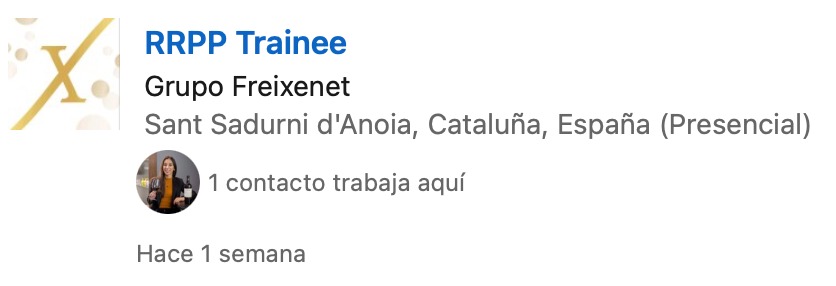 X
RRPP Trainee
Grupo Freixenet
Sant Sadurni d'Anoia, Cataluña, España (Presencial)
1 contacto trabaja aquí
Hace 1 semana